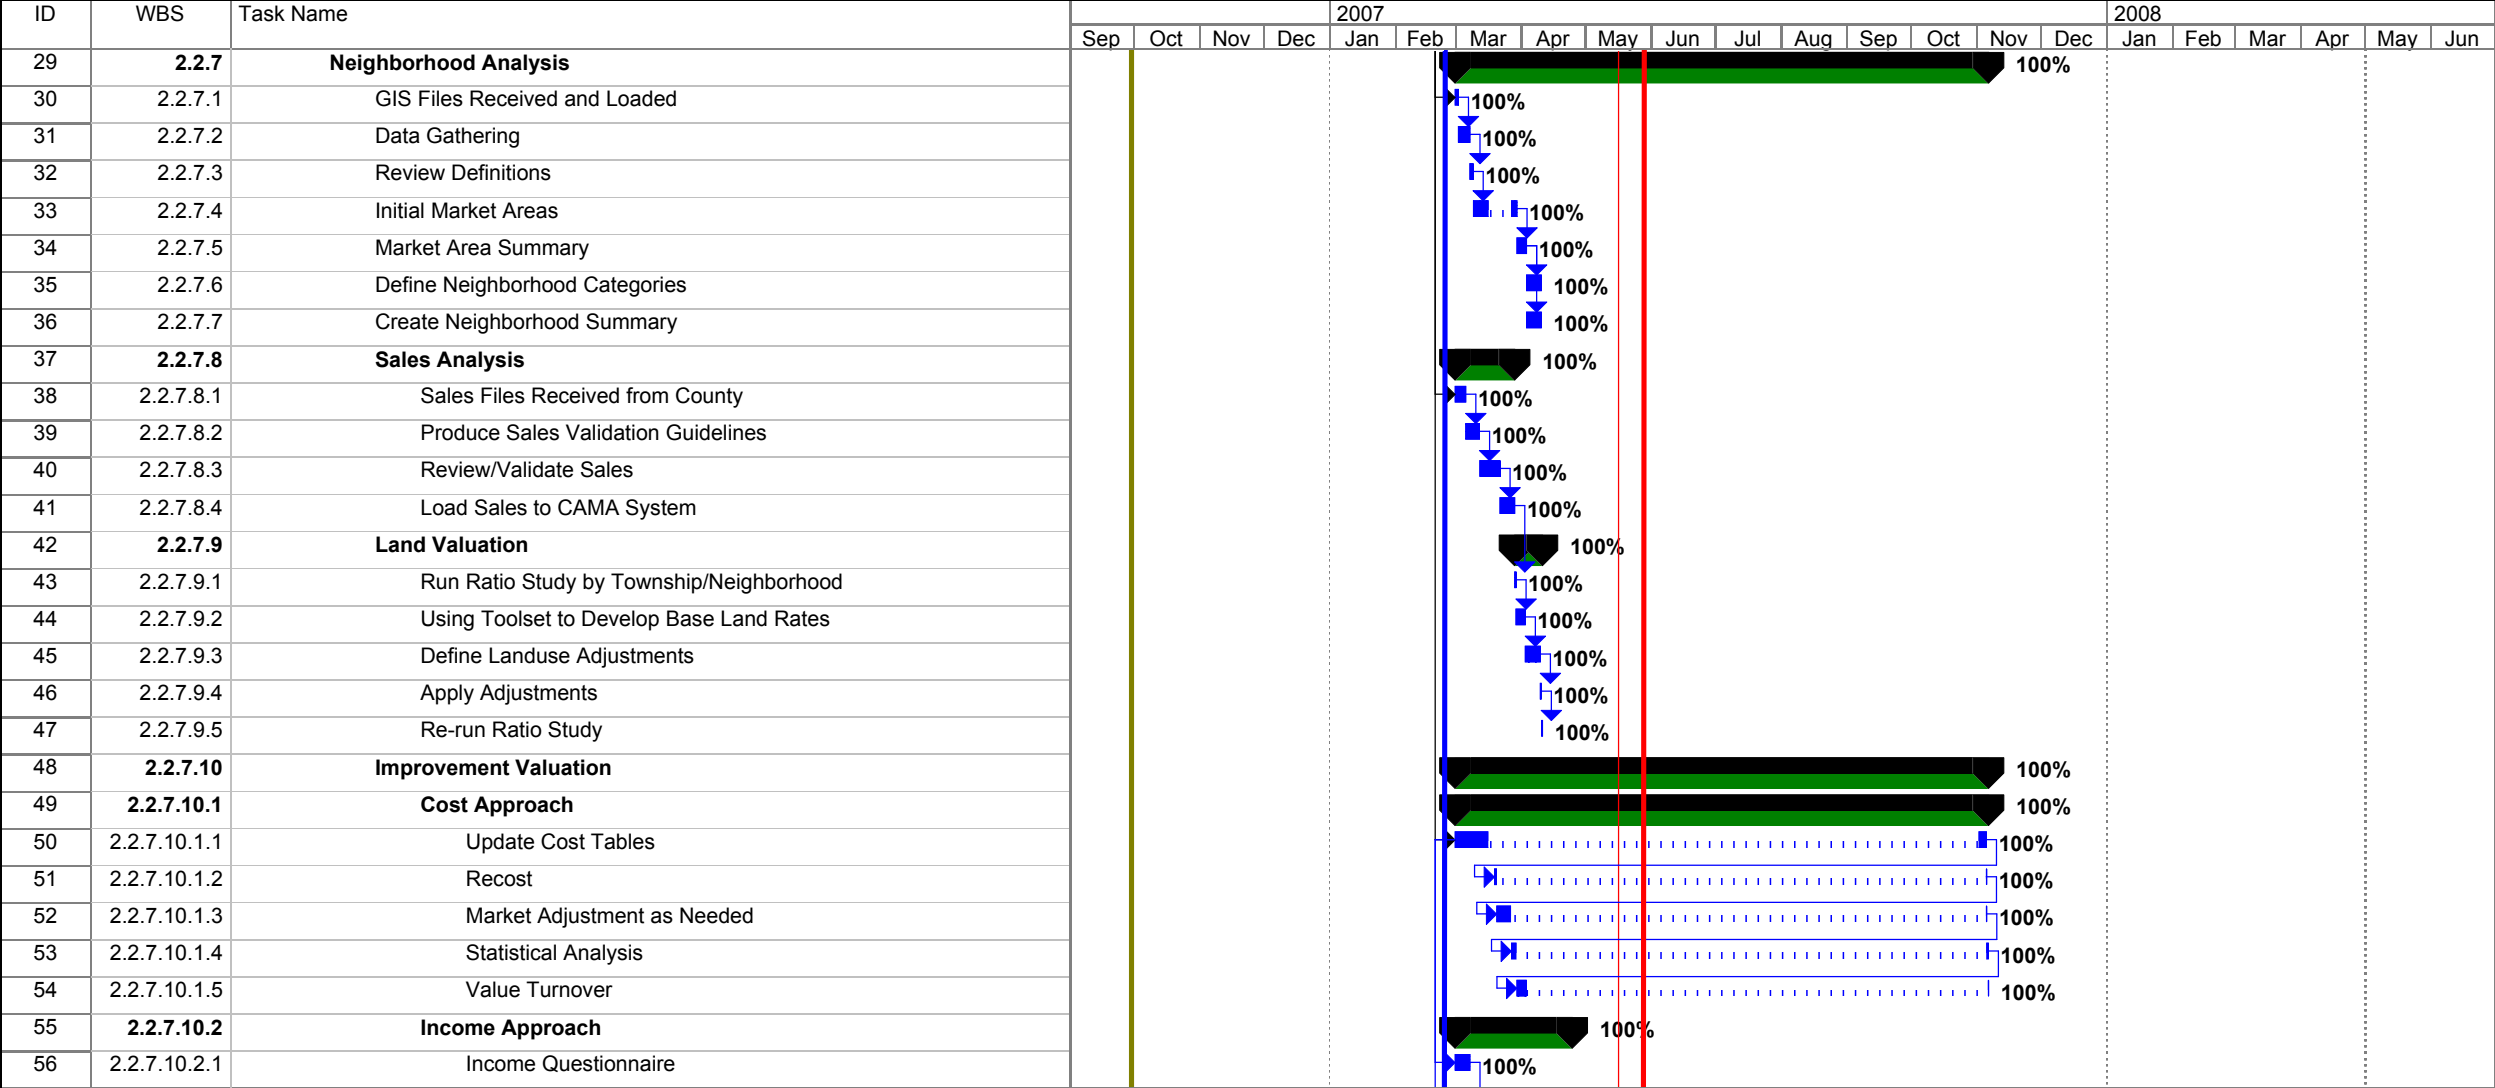 ID WBS Task Name 2007 2008
Sep Oct Nov Dec Jan Feb Mar Apr May Jun Jul Aug Sep Oct Nov Dec Jan Feb Mar Apr May Jun
29 2.2.7 Neighborhood Analysis 100%
30 2.2.7.1 GIS Files Received and Loaded 100%
31 2.2.7.2 Data Gathering 100%
32 2.2.7.3 Review Definitions 100%
33 2.2.7.4 Initial Market Areas 100%
34 2.2.7.5 Market Area Summary 100%
35 2.2.7.6 Define Neighborhood Categories 100%
36 2.2.7.7 Create Neighborhood Summary 100%
37 2.2.7.8 Sales Analysis 100%
38 2.2.7.8.1 Sales Files Received from County 100%
39 2.2.7.8.2 Produce Sales Validation Guidelines 100%
40 2.2.7.8.3 Review/Validate Sales 100%
41 2.2.7.8.4 Load Sales to CAMA System 100%
42 2.2.7.9 Land Valuation 100%
43 2.2.7.9.1 Run Ratio Study by Township/Neighborhood 100%
44 2.2.7.9.2 Using Toolset to Develop Base Land Rates 100%
45 2.2.7.9.3 Define Landuse Adjustments 100%
46 2.2.7.9.4 Apply Adjustments 100%
47 2.2.7.9.5 Re-run Ratio Study 100%
48 2.2.7.10 Improvement Valuation 100%
49 2.2.7.10.1 Cost Approach 100%
50 2.2.7.10.1.1 Update Cost Tables 100%
51 2.2.7.10.1.2 Recost 100%
52 2.2.7.10.1.3 Market Adjustment as Needed 100%
53 2.2.7.10.1.4 Statistical Analysis 100%
54 2.2.7.10.1.5 Value Turnover 100%
55 2.2.7.10.2 Income Approach 100%
56 2.2.7.10.2.1 Income Questionnaire 100%